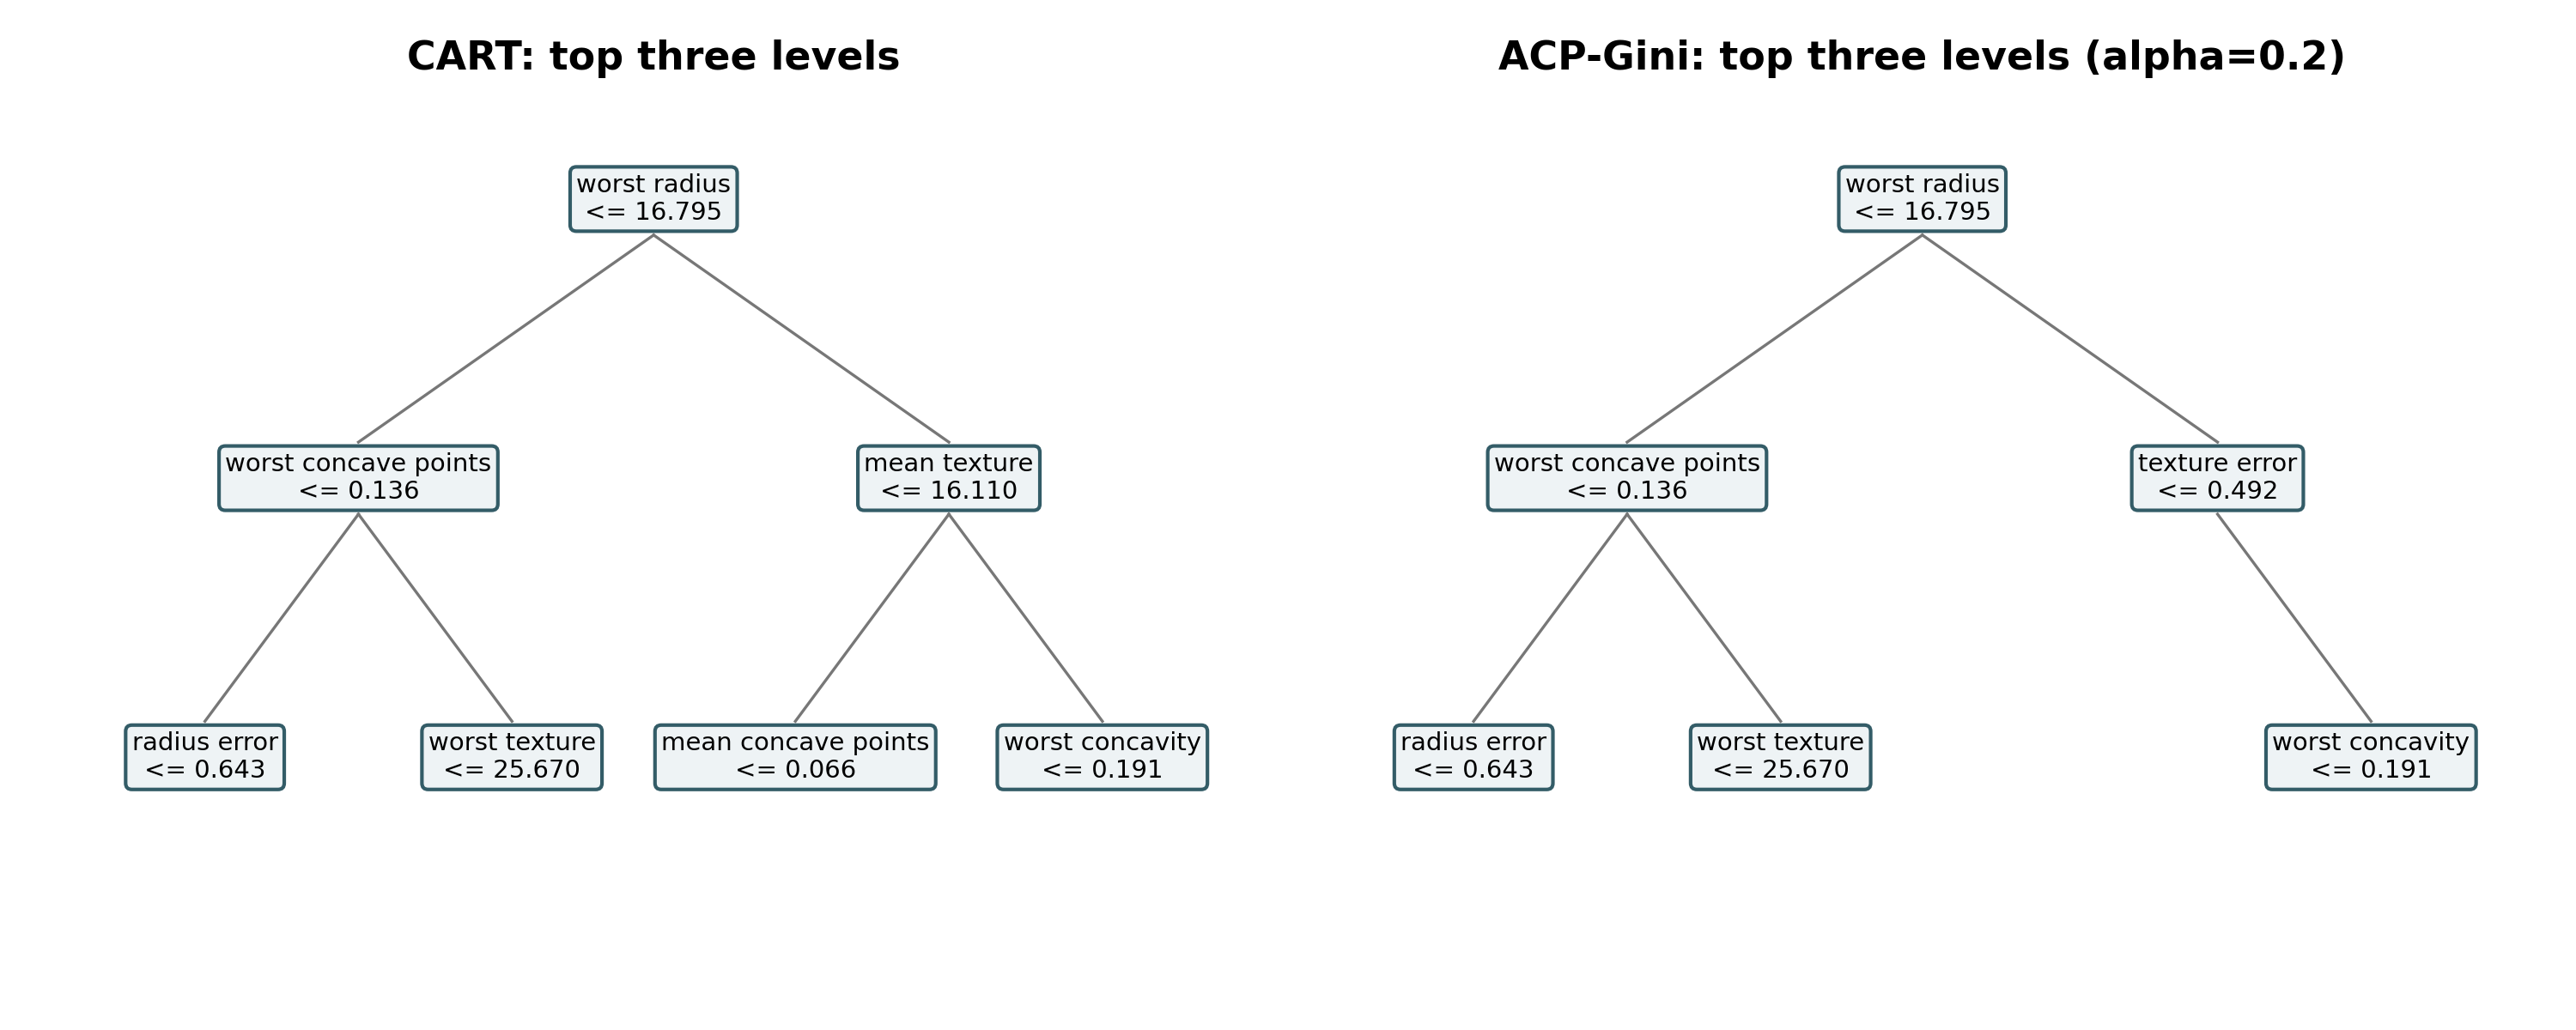 CART: top three levels
worst radius
<= 16.795
worst concave points
<= 0.136
mean texture
<= 16.110
radius error
<= 0.643
worst texture
<= 25.670
mean concave points
<= 0.066
worst concavity
<= 0.191
ACP-Gini: top three levels (alpha=0.2)
worst radius
<= 16.795
worst concave points
<= 0.136
texture error
<= 0.492
radius error
<= 0.643
worst texture
<= 25.670
worst concavity
<= 0.191